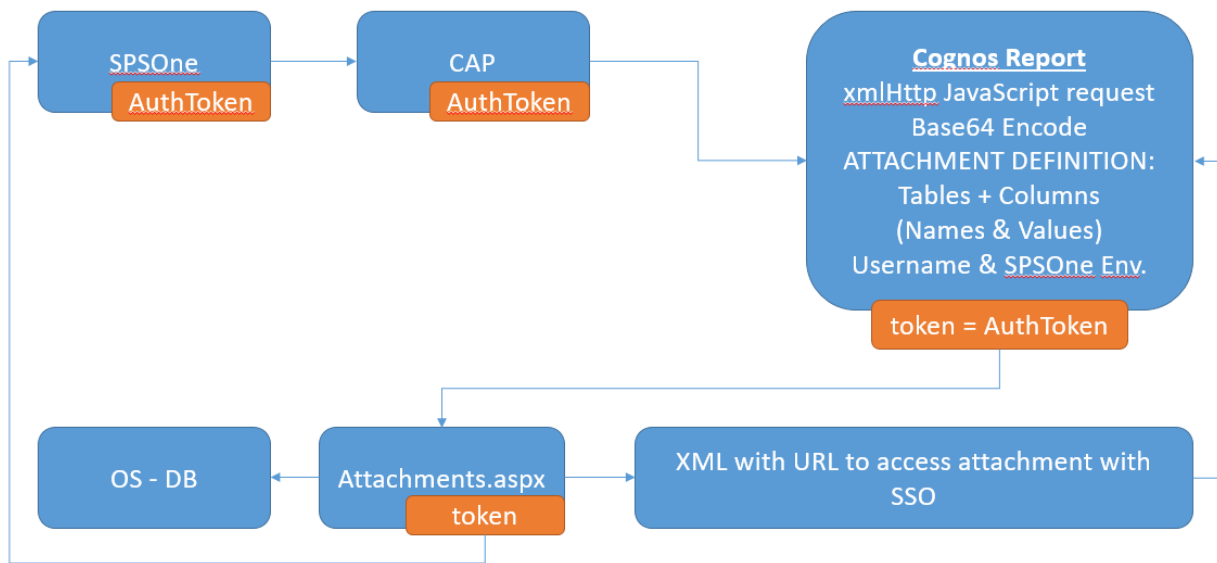 SPSOne
AuthToken
CAP
AuthToken
Cognos Report
xmlHttp JavaScript request
Base64 Encode
ATTACHMENT DEFINITION:
Tables + Columns
(Names & Values)
Username & SPSOne Env.
token = AuthToken
OS - DB
Attachments.aspx
token
XML with URL to access attachment with
SSO